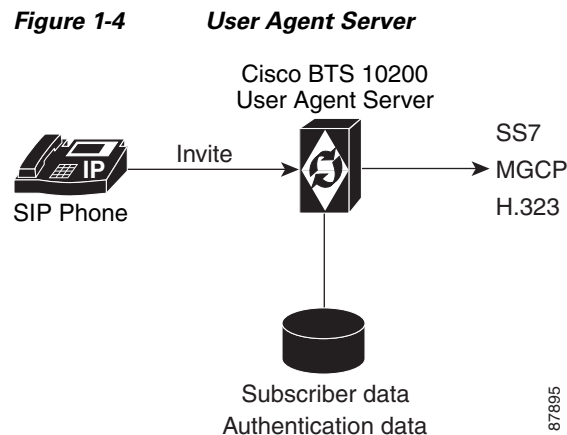 Figure 1-4 User Agent Server
Cisco BTS 10200
User Agent Server
Invite
IP
SIP Phone
SS7
MGCP
H.323
Subscriber data
Authentication data
87895